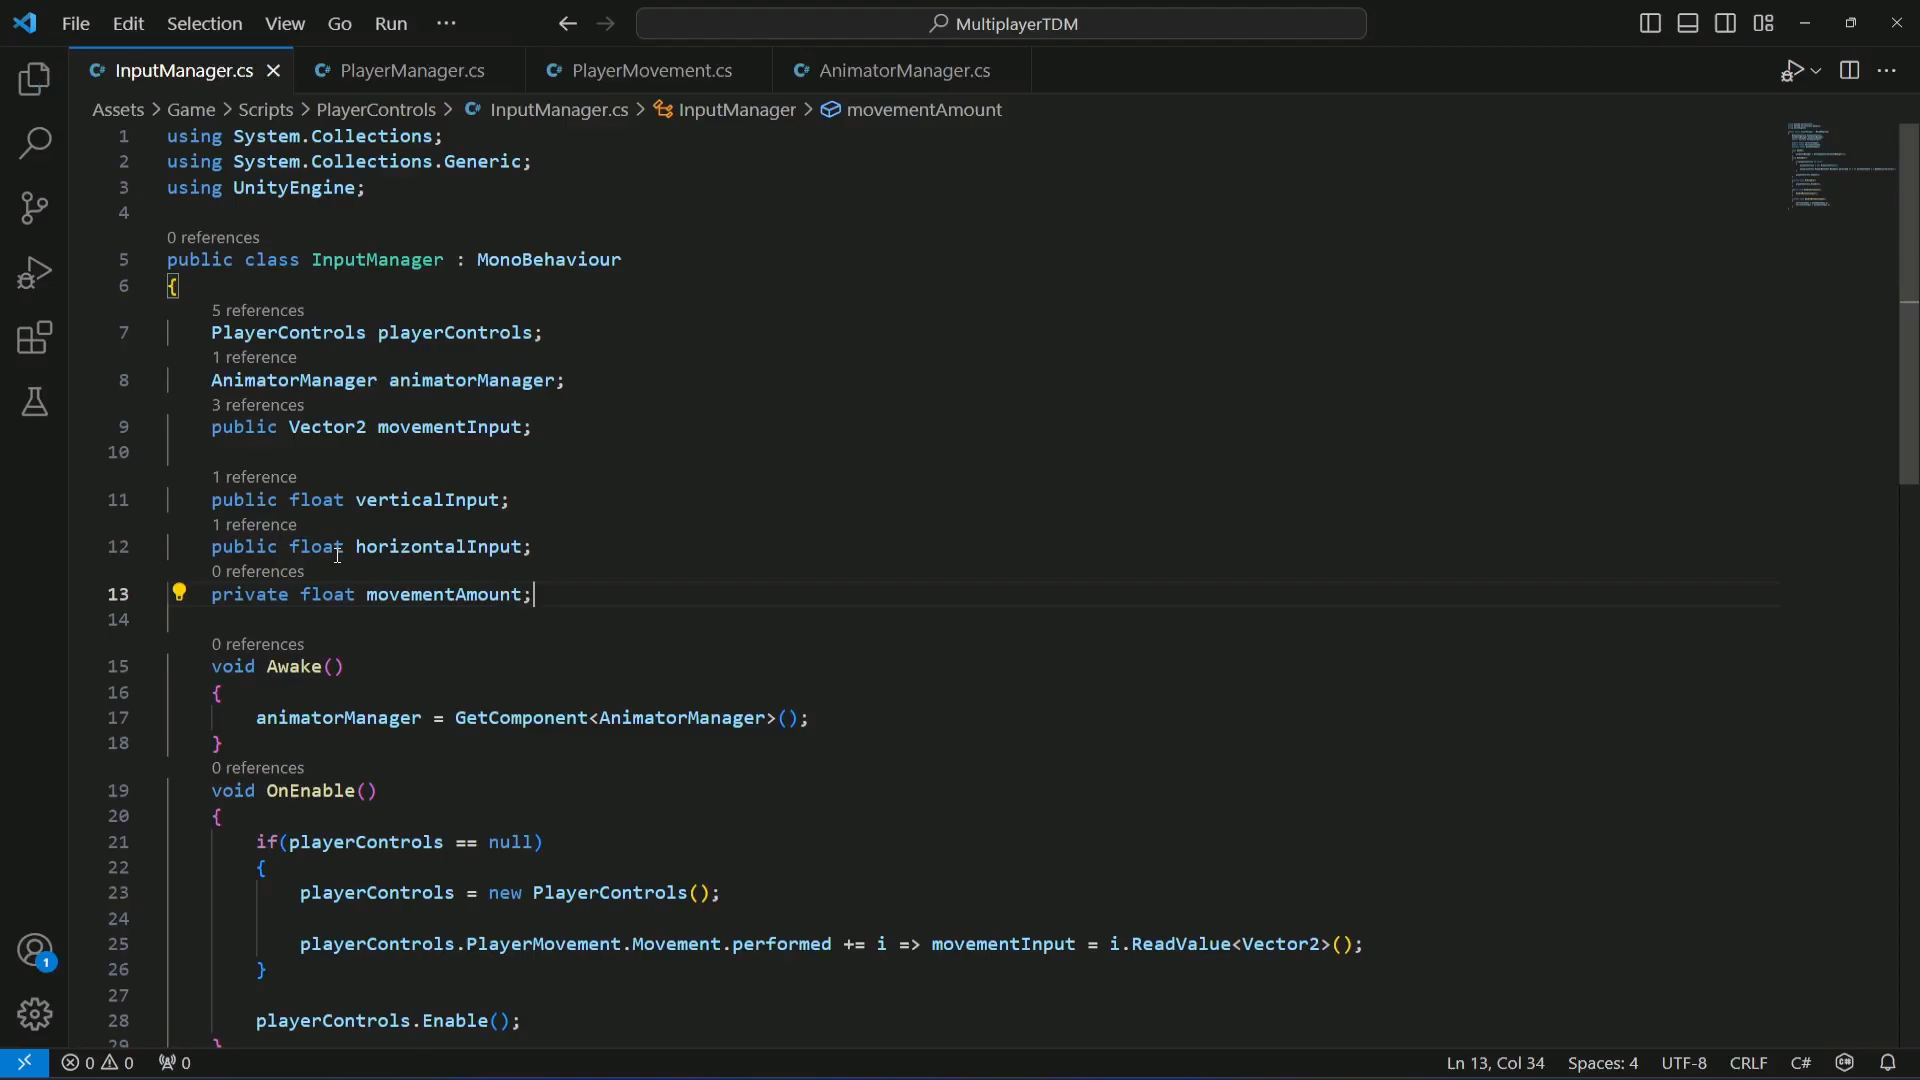 File Edit Selection View Go Run ···
MultiplayerTDM
InputManager.cs PlayerManager.cs PlayerMovement.cs AnimatorManager.cs
Assets > Game > Scripts > PlayerControls > InputManager.cs > InputManager > movementAmount
1 using System.Collections;
2 using System.Collections.Generic;
3 using UnityEngine;
4
0 references
5 public class InputManager : MonoBehaviour
6 {
5 references
7 PlayerControls playerControls;
1 reference
8 AnimatorManager animatorManager;
3 references
9 public Vector2 movementInput;
10
1 reference
11 public float verticalInput;
1 reference
12 public float horizontalInput;
0 references
13 private float movementAmount;
14
0 references
15 void Awake()
16 {
17 animatorManager = GetComponent<AnimatorManager>();
18 }
0 references
19 void OnEnable()
20 {
21 if(playerControls == null)
22 {
23 playerControls = new PlayerControls();
24
25 playerControls.PlayerMovement.Movement.performed += i => movementInput = i.ReadValue<Vector2>();
26 }
27
28 playerControls.Enable();
29 }
1
0 0 0 Ln 13, Col 34 Spaces: 4 UTF-8 CRLF C#